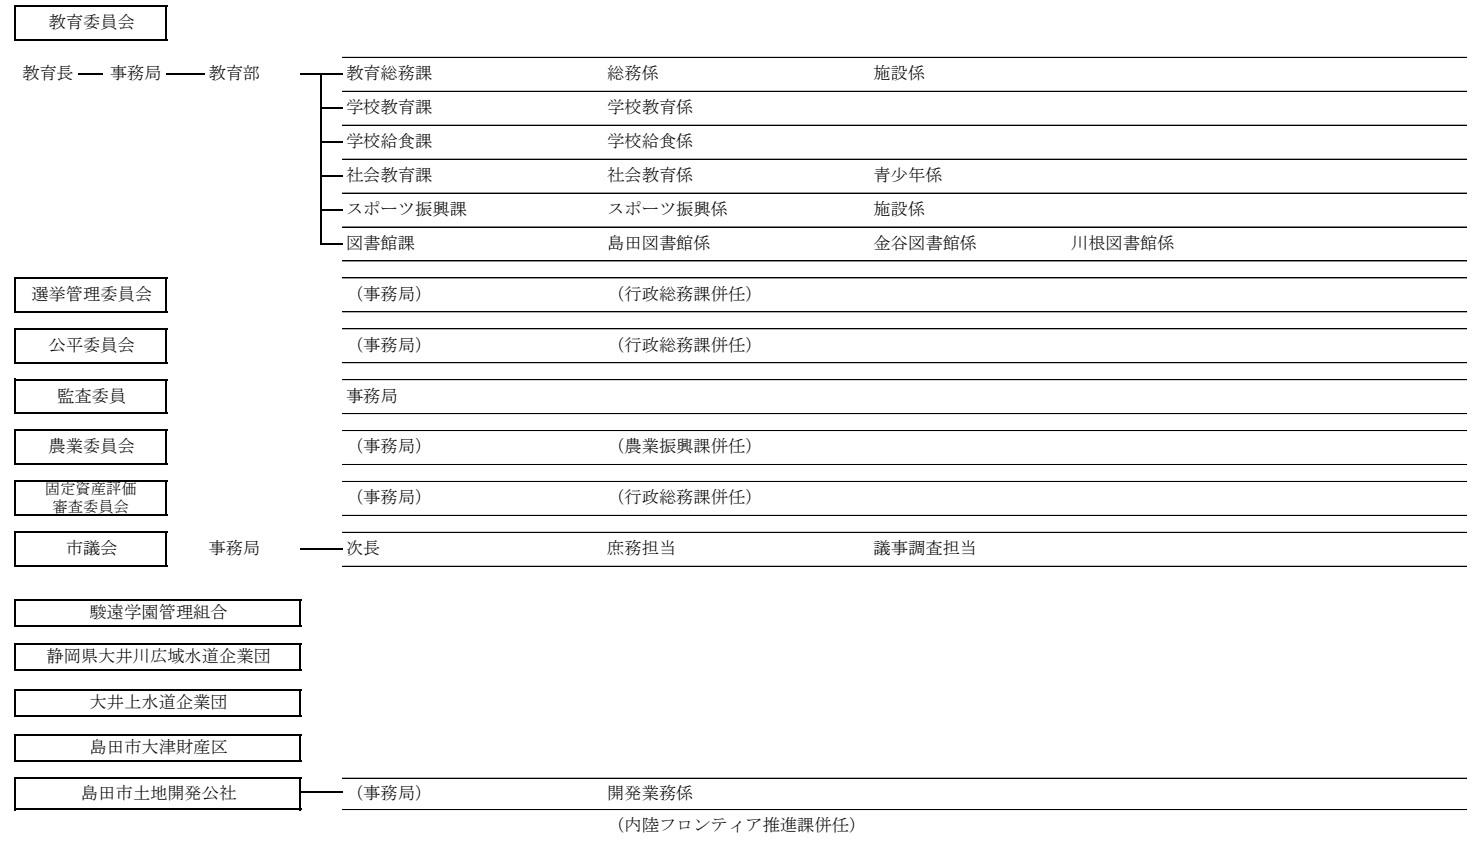 教育委員会
教育長 事務局 教育部 教育総務課 総務係 施設係
学校教育課 学校教育係
学校給食課 学校給食係
社会教育課 社会教育係 青少年係
スポーツ振興課 スポーツ振興係 施設係
図書館課 島田図書館係 金谷図書館係 川根図書館係
選挙管理委員会 （事務局） （行政総務課併任）
公平委員会 （事務局） （行政総務課併任）
監査委員 事務局
農業委員会 （事務局） （農業振興課併任）
固定資産評価
審査委員会 （事務局） （行政総務課併任）
市議会 事務局 次長 庶務担当 議事調査担当
駿遠学園管理組合
静岡県大井川広域水道企業団
大井上水道企業団
島田市大津財産区
島田市土地開発公社 （事務局） 開発業務係
（内陸フロンティア推進課併任）